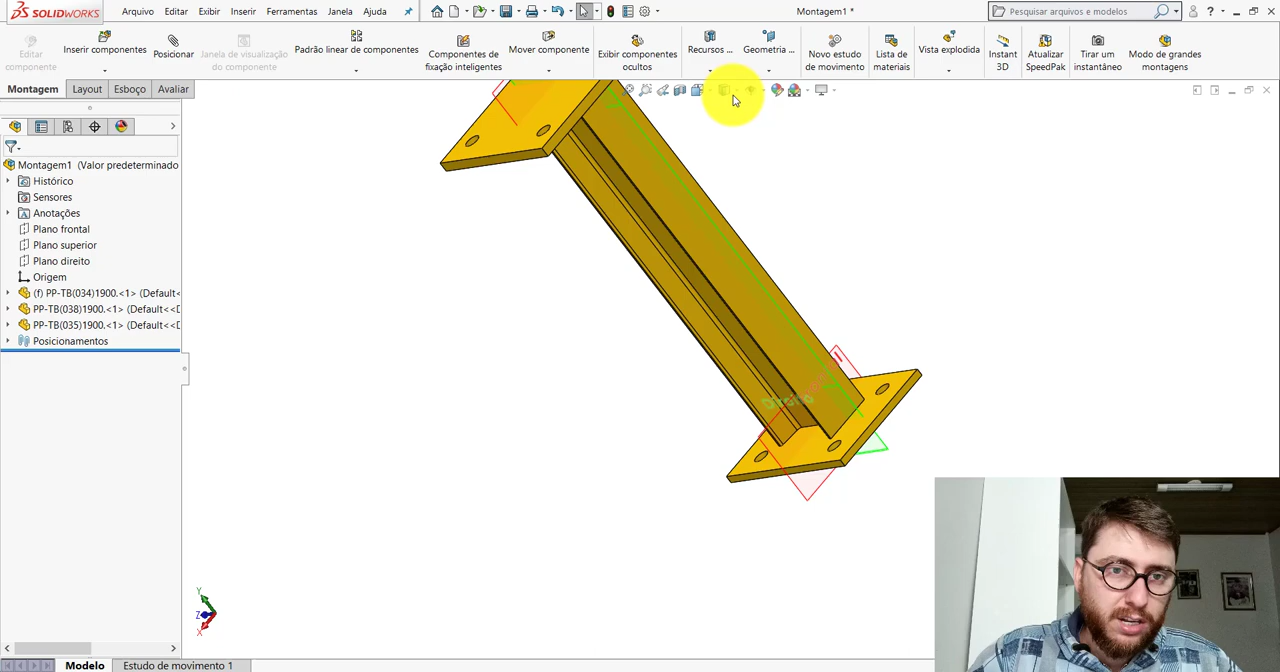 SOLIDWORKS
Arquivo
Editar
Exibir
Inserir
Ferramentas
Janela
Ajuda
Montagem1 *
Pesquisar arquivos e modelos
Editar
componente
Inserir componentes
Posicionar
Janela de visualização
do componente
Padrão linear de componentes
Componentes de
fixação inteligentes
Mover componente
Exibir componentes
ocultos
Recursos ...
Geometria ...
Novo estudo
de movimento
Lista de
materiais
Vista explodida
Instant
3D
Atualizar
SpeedPak
Tirar um
instantâneo
Modo de grandes
montagens
Montagem
Layout
Esboço
Avaliar
Montagem1 (Valor predeterminado
Histórico
Sensores
Anotações
Plano frontal
Plano superior
Plano direito
Origem
(f) PP-TB(034)1900.<1> (Default<
PP-TB(038)1900.<1> (Default<<D
PP-TB(035)1900.<1> (Default<<D
Posicionamentos
Direito
Y
Z
X
Modelo
Estudo de movimento 1